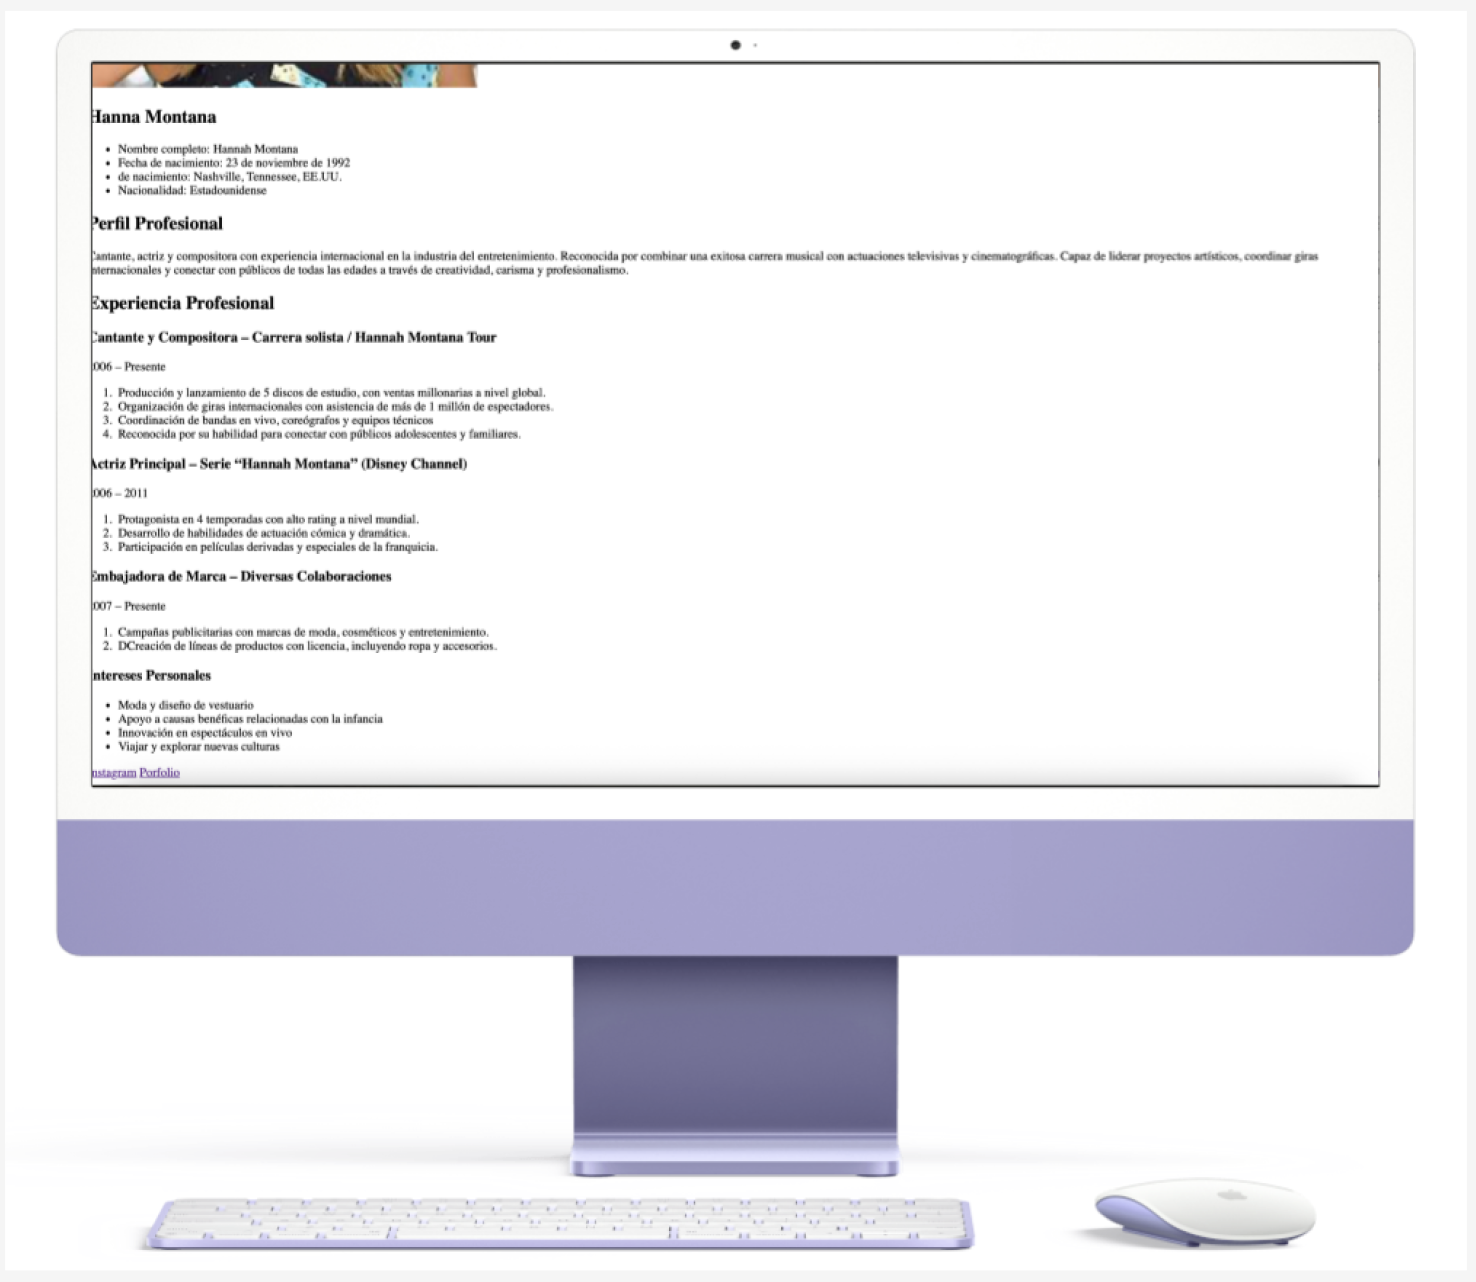 Hanna Montana
Nombre completo: Hannah Montana
Fecha de nacimiento: 23 de noviembre de 1992
de nacimiento: Nashville, Tennessee, EE.UU.
Nacionalidad: Estadounidense
Perfil Profesional
Cantante, actriz y compositora con experiencia internacional en la industria del entretenimiento. Reconocida por combinar una exitosa carrera musical con actuaciones televisivas y cinematográficas. Capaz de liderar proyectos artísticos, coordinar giras
nternacionales y conectar con públicos de todas las edades a través de creatividad, carisma y profesionalismo.
Experiencia Profesional
Cantante y Compositora – Carrera solista / Hannah Montana Tour
006 – Presente
1. Producción y lanzamiento de 5 discos de estudio, con ventas millonarias a nivel global.
2. Organización de giras internacionales con asistencia de más de 1 millón de espectadores.
3. Coordinación de bandas en vivo, coreógrafos y equipos técnicos
4. Reconocida por su habilidad para conectar con públicos adolescentes y familiares.
Actriz Principal – Serie “Hannah Montana” (Disney Channel)
006 – 2011
1. Protagonista en 4 temporadas con alto rating a nivel mundial.
2. Desarrollo de habilidades de actuación cómica y dramática.
3. Participación en películas derivadas y especiales de la franquicia.
Embajadora de Marca – Diversas Colaboraciones
007 – Presente
1. Campañas publicitarias con marcas de moda, cosméticos y entretenimiento.
2. DCreación de líneas de productos con licencia, incluyendo ropa y accesorios.
ntereses Personales
Moda y diseño de vestuario
Apoyo a causas benéficas relacionadas con la infancia
Innovación en espectáculos en vivo
Viajar y explorar nuevas culturas
nstagram Porfolio